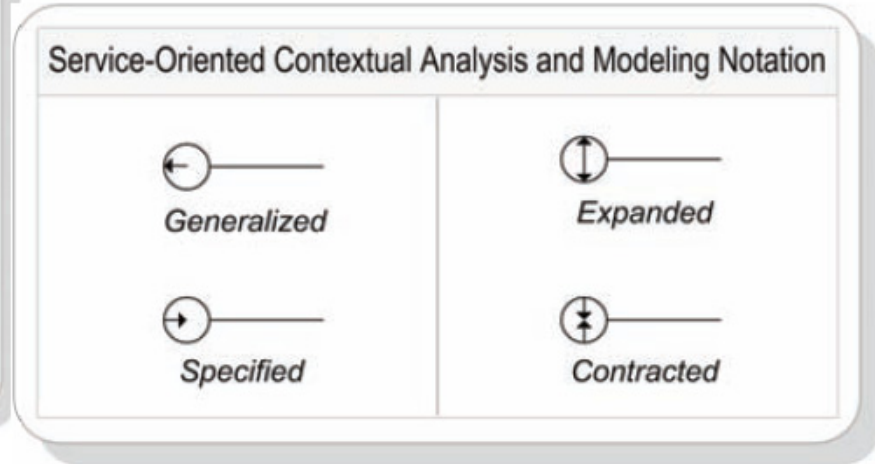 Service-Oriented Contextual Analysis and Modeling Notation
Generalized
Expanded
Specified
Contracted